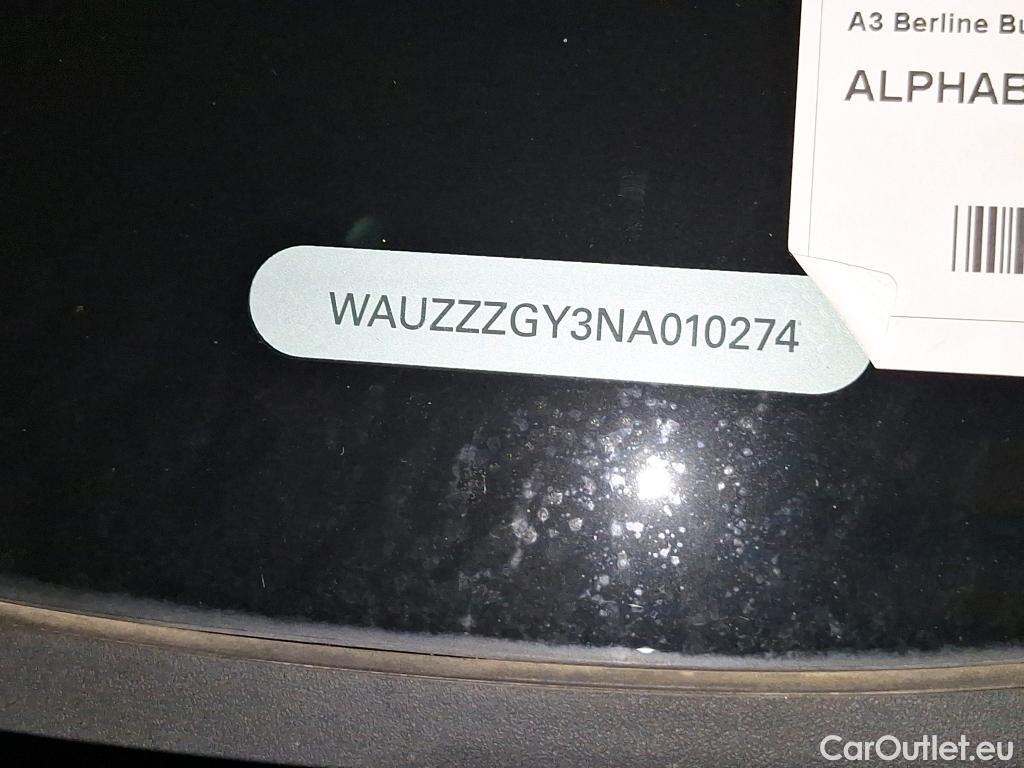 A3 Berline Bu
ALPHAB
WAUZZZGY3NA010274
CarOutlet.eu